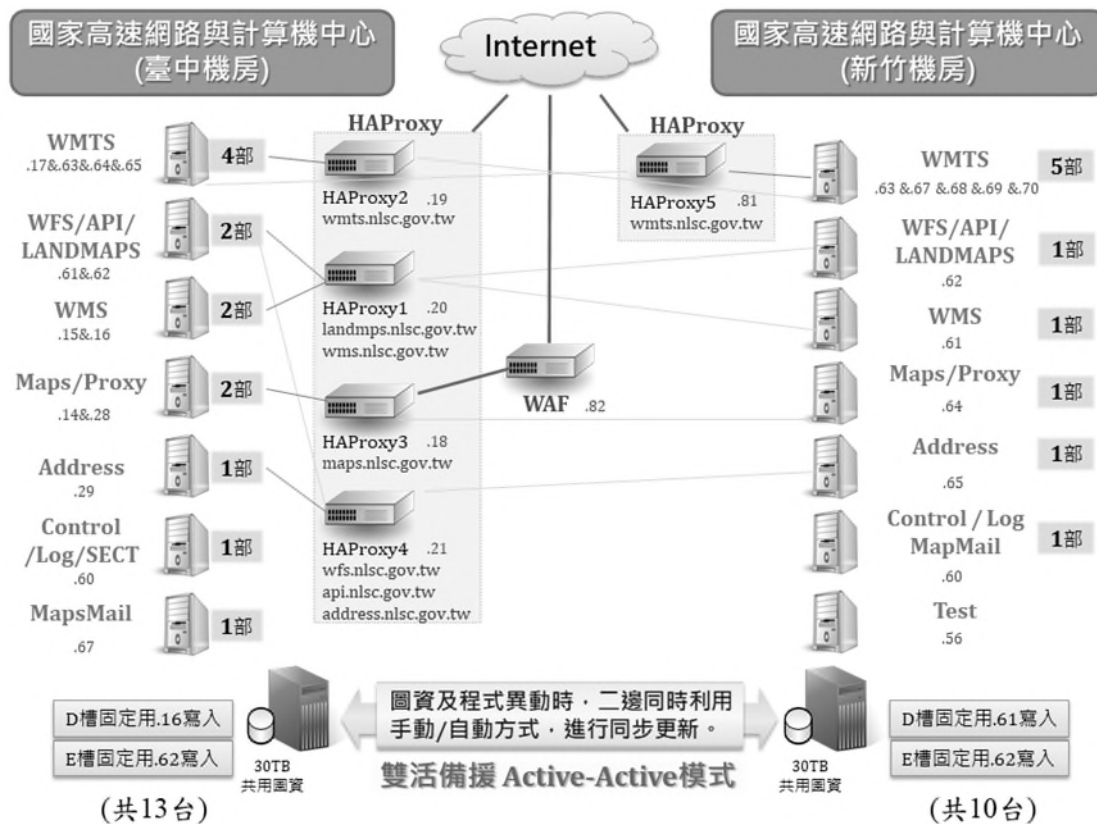 國家高速網路與計算機中心
(臺中機房)
Internet
國家高速網路與計算機中心
(新竹機房)
WMTS
.17&.63&.64&.65
4部
WFS/API/
LANDMAPS
.61&.62
2部
WMS
.15&.16
2部
Maps/Proxy
.14&.28
2部
Address
.29
1部
Control
/Log/SECT
.60
1部
MapsMail
.67
1部
HAProxy
HAProxy2 .19
wmts.nlsc.gov.tw
HAProxy1 .20
landmps.nlsc.gov.tw
wms.nlsc.gov.tw
HAProxy3 .18
maps.nlsc.gov.tw
HAProxy4 .21
wfs.nlsc.gov.tw
api.nlsc.gov.tw
address.nlsc.gov.tw
HAProxy
HAProxy5 .81
wmts.nlsc.gov.tw
WAF .82
WMTS
.63 &.67 &.68 &.69 &.70
5部
WFS/API/
LANDMAPS
.62
1部
WMS
.61
1部
Maps/Proxy
.64
1部
Address
.65
1部
Control / Log
MapMail
.60
1部
Test
.56
D槽固定用.16寫入
E槽固定用.62寫入
30TB
共用圖資
(共13台)
圖資及程式異動時，二邊同時利用
手動/自動方式，進行同步更新。
雙活備援 Active-Active模式
30TB
共用圖資
D槽固定用.61寫入
E槽固定用.62寫入
(共10台)